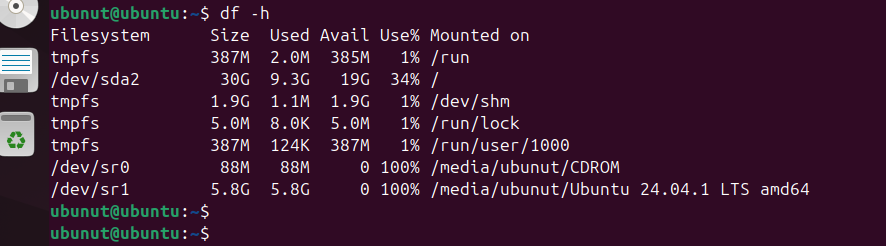 ubunut@ubuntu:~$ df -h
Filesystem      Size  Used Avail Use% Mounted on
tmpfs           387M  2.0M  385M   1% /run
/dev/sda2        30G  9.3G   19G  34% /
tmpfs           1.9G  1.1M  1.9G   1% /dev/shm
tmpfs           5.0M  8.0K  5.0M   1% /run/lock
tmpfs           387M  124K  387M   1% /run/user/1000
/dev/sr0         88M   88M     0 100% /media/ubunut/CDROM
/dev/sr1        5.8G  5.8G     0 100% /media/ubunut/Ubuntu 24.04.1 LTS amd64
ubunut@ubuntu:~$
ubunut@ubuntu:~$